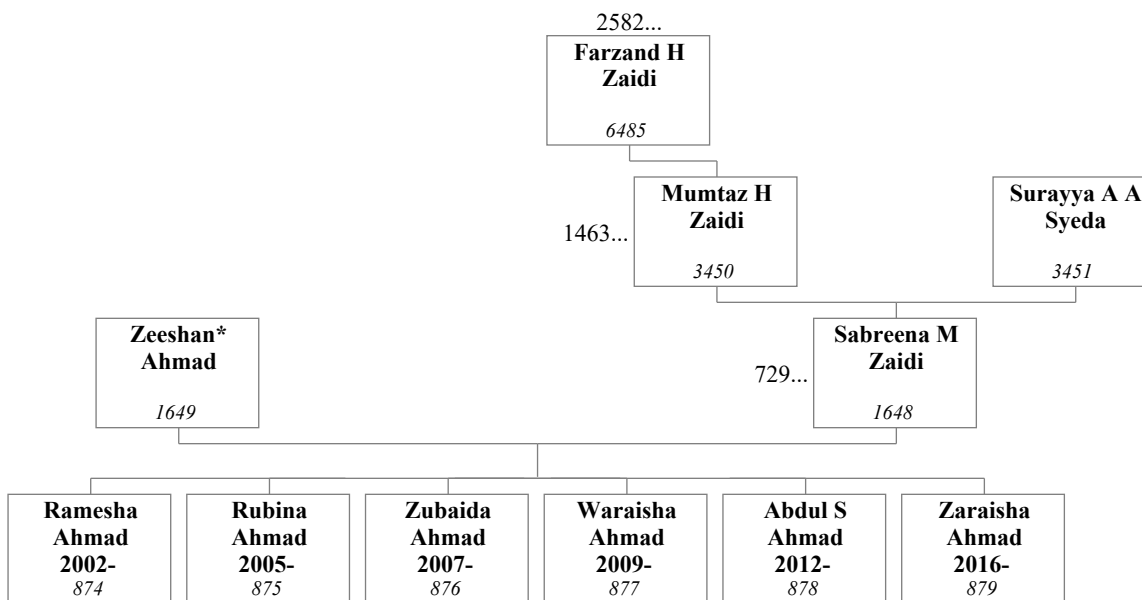 2582...
Farzand H
Zaidi
6485
Mumtaz H
Zaidi
1463...
3450
Surayya A A
Syeda
3451
Zeeshan*
Ahmad
1649
Sabreena M
Zaidi
729...
1648
Ramesha
Ahmad
2002-
874
Rubina
Ahmad
2005-
875
Zubaida
Ahmad
2007-
876
Waraisha
Ahmad
2009-
877
Abdul S
Ahmad
2012-
878
Zaraisha
Ahmad
2016-
879